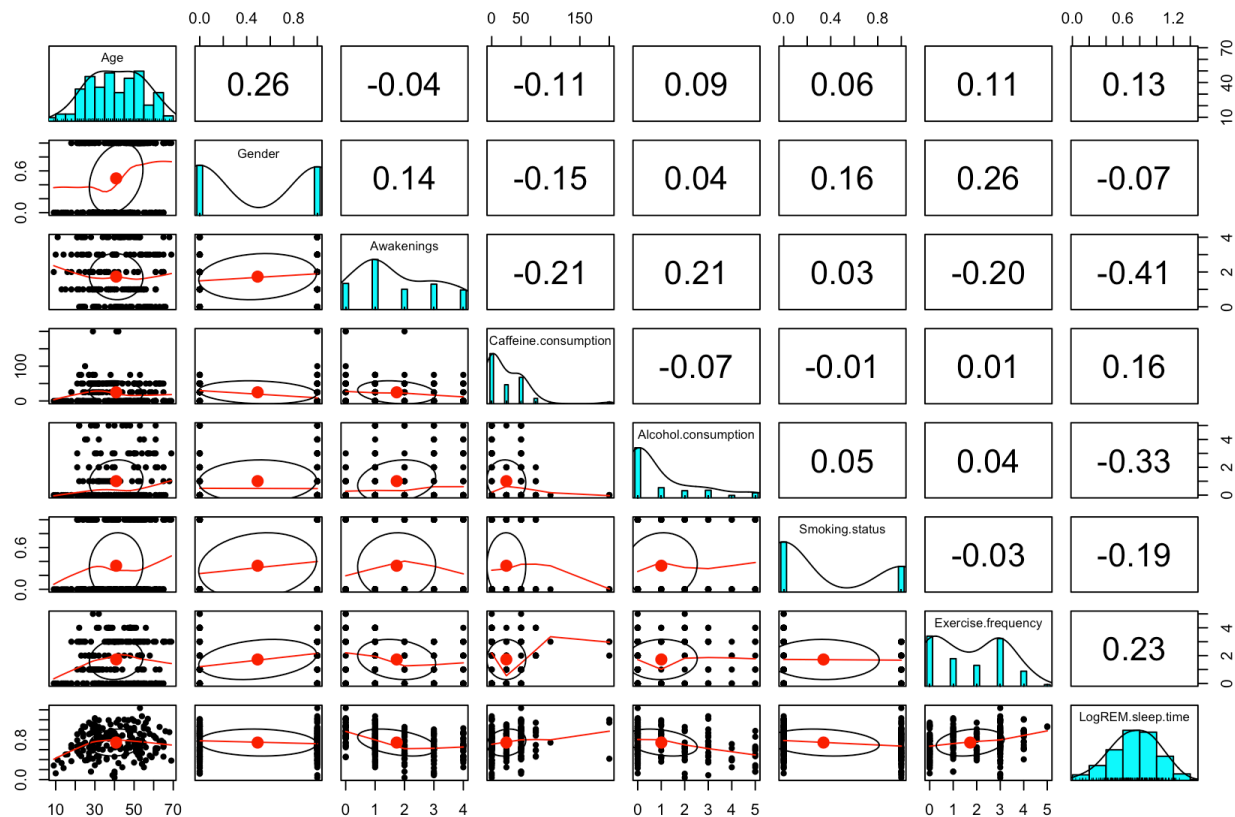 0.0 0.4 0.8 0 50 150 0.0 0.4 0.8 0.0 0.6 1.2
Age
0.26 -0.04 -0.11 0.09 0.06 0.11 0.13
10 40 70
0.0 0.6
Gender
0.14 -0.15 0.04 0.16 0.26 -0.07
Awakenings
-0.21 0.21 0.03 -0.20 -0.41
0 2 4
0 100
Caffeine.consumption
-0.07 -0.01 0.01 0.16
Alcohol.consumption
0.05 0.04 -0.33
0 2 4
0.0 0.6
Smoking.status
-0.03 -0.19
Exercise.frequency
0.23
0 2 4
0.0 0.8
LogREM.sleep.time
10 30 50 70 0 1 2 3 4 0 1 2 3 4 5 0 1 2 3 4 5